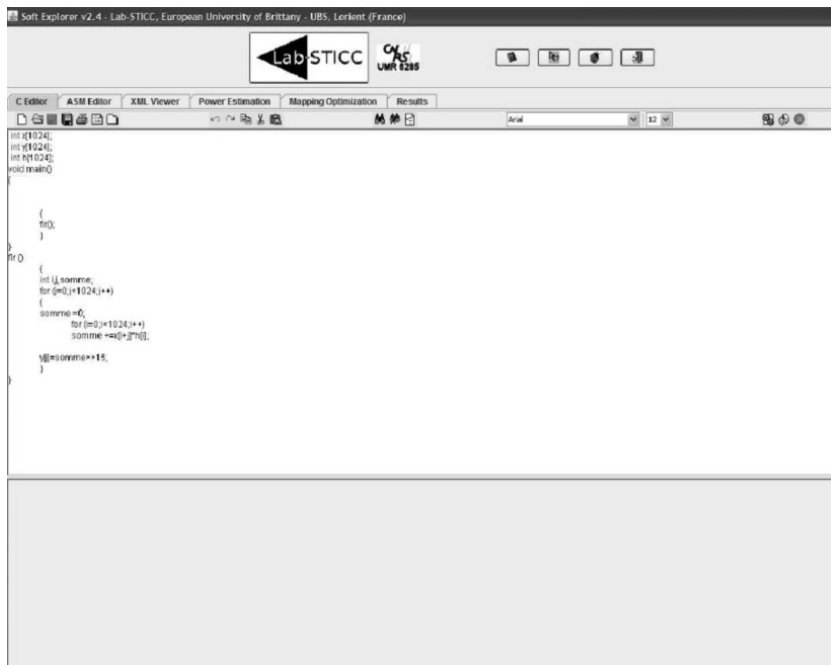 Soft Explorer v2.4 - Lab-STICC, European University of Brittany - UBS, Lorient (France)
Lab-STICC
CNRS
UMR 6285
C Editor ASM Editor XML Viewer Power Estimation Mapping Optimization Results
Arial 12
int x[1024];
int y[1024];
int h[1024];
void main()
{
{
fir();
}
}
fir ()
{
int i,j, somme;
for (j=0;j<1024;j++)
{
somme =0;
for (i=0;i<1024;i++)
somme +=x[i+j]*h[i];
y[j]=somme>>15;
}
}